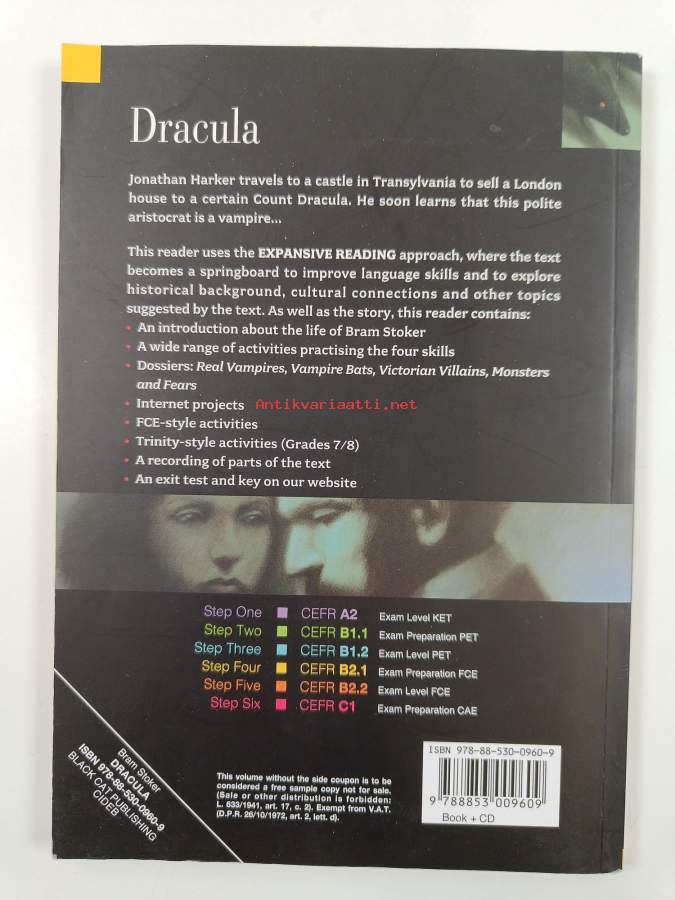 Dracula
Jonathan Harker travels to a castle in Transylvania to sell a London
house to a certain Count Dracula. He soon learns that this polite
aristocrat is a vampire...
This reader uses the EXPANSIVE READING approach, where the text
becomes a springboard to improve language skills and to explore
historical background, cultural connections and other topics
suggested by the text. As well as the story, this reader contains:
• An introduction about the life of Bram Stoker
• A wide range of activities practising the four skills
• Dossiers: Real Vampires, Vampire Bats, Victorian Villains, Monsters
and Fears
• Internet projects
Antikvariaatti.net
• FCE-style activities
• Trinity-style activities (Grades 7/8)
• A recording of parts of the text
• An exit test and key on our website
Step One ■ CEFR A2 Exam Level KET
Step Two ■ CEFR B1.1 Exam Preparation PET
Step Three ■ CEFR B1.2 Exam Level PET
Step Four ■ CEFR B2.1 Exam Preparation FCE
Step Five ■ CEFR B2.2 Exam Level FCE
Step Six ■ CEFR C1 Exam Preparation CAE
Bram Stoker
DRACULA
ISBN 978-88-530-0960-9
BLACK CAT PUBLISHING
CIDEB
This volume without the side coupon is to be
considered a free sample copy not for sale.
(Sale or other distribution is forbidden:
L. 633/1941, art. 17, c. 2). Exempt from V.A.T.
(D.P.R. 26/10/1972, art. 2, lett. d).
ISBN 978-88-530-0960-9
9 788853 009609
Book + CD